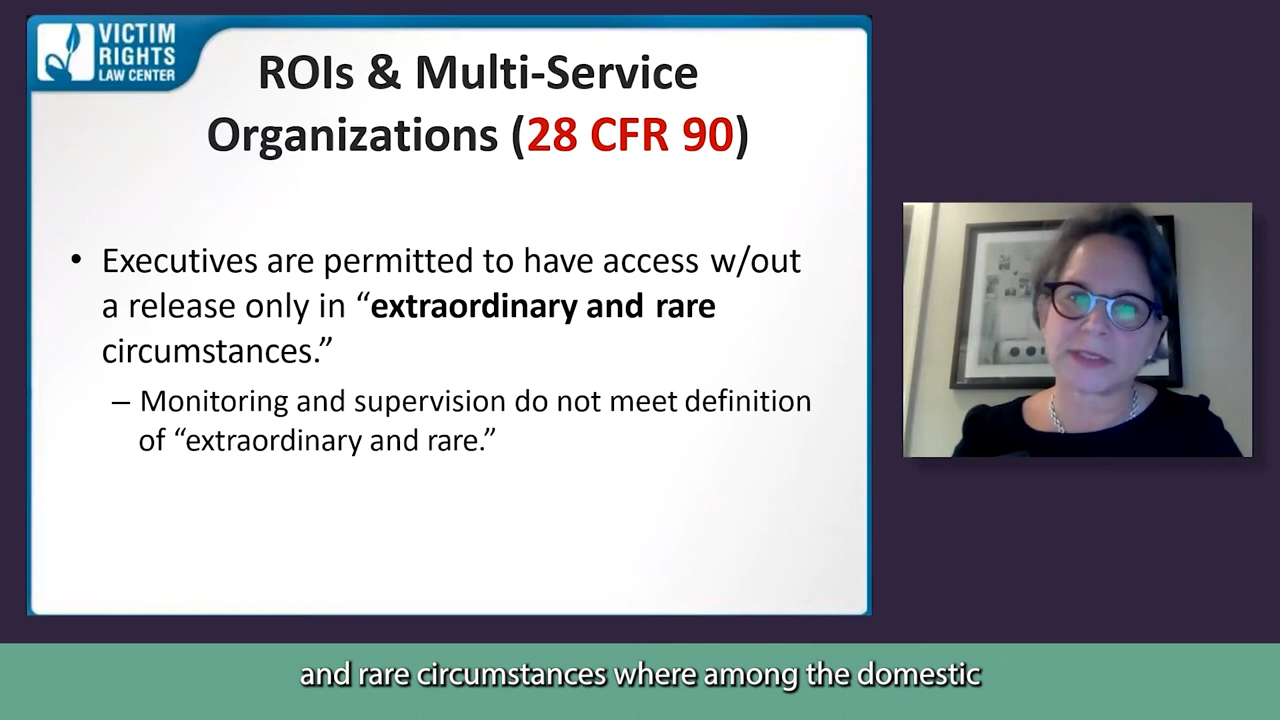 VICTIM
RIGHTS
LAW CENTER
ROIs & Multi-Service
Organizations (28 CFR 90)
• Executives are permitted to have access w/out
a release only in “extraordinary and rare
circumstances.”
– Monitoring and supervision do not meet definition
of “extraordinary and rare.”
and rare circumstances where among the domestic